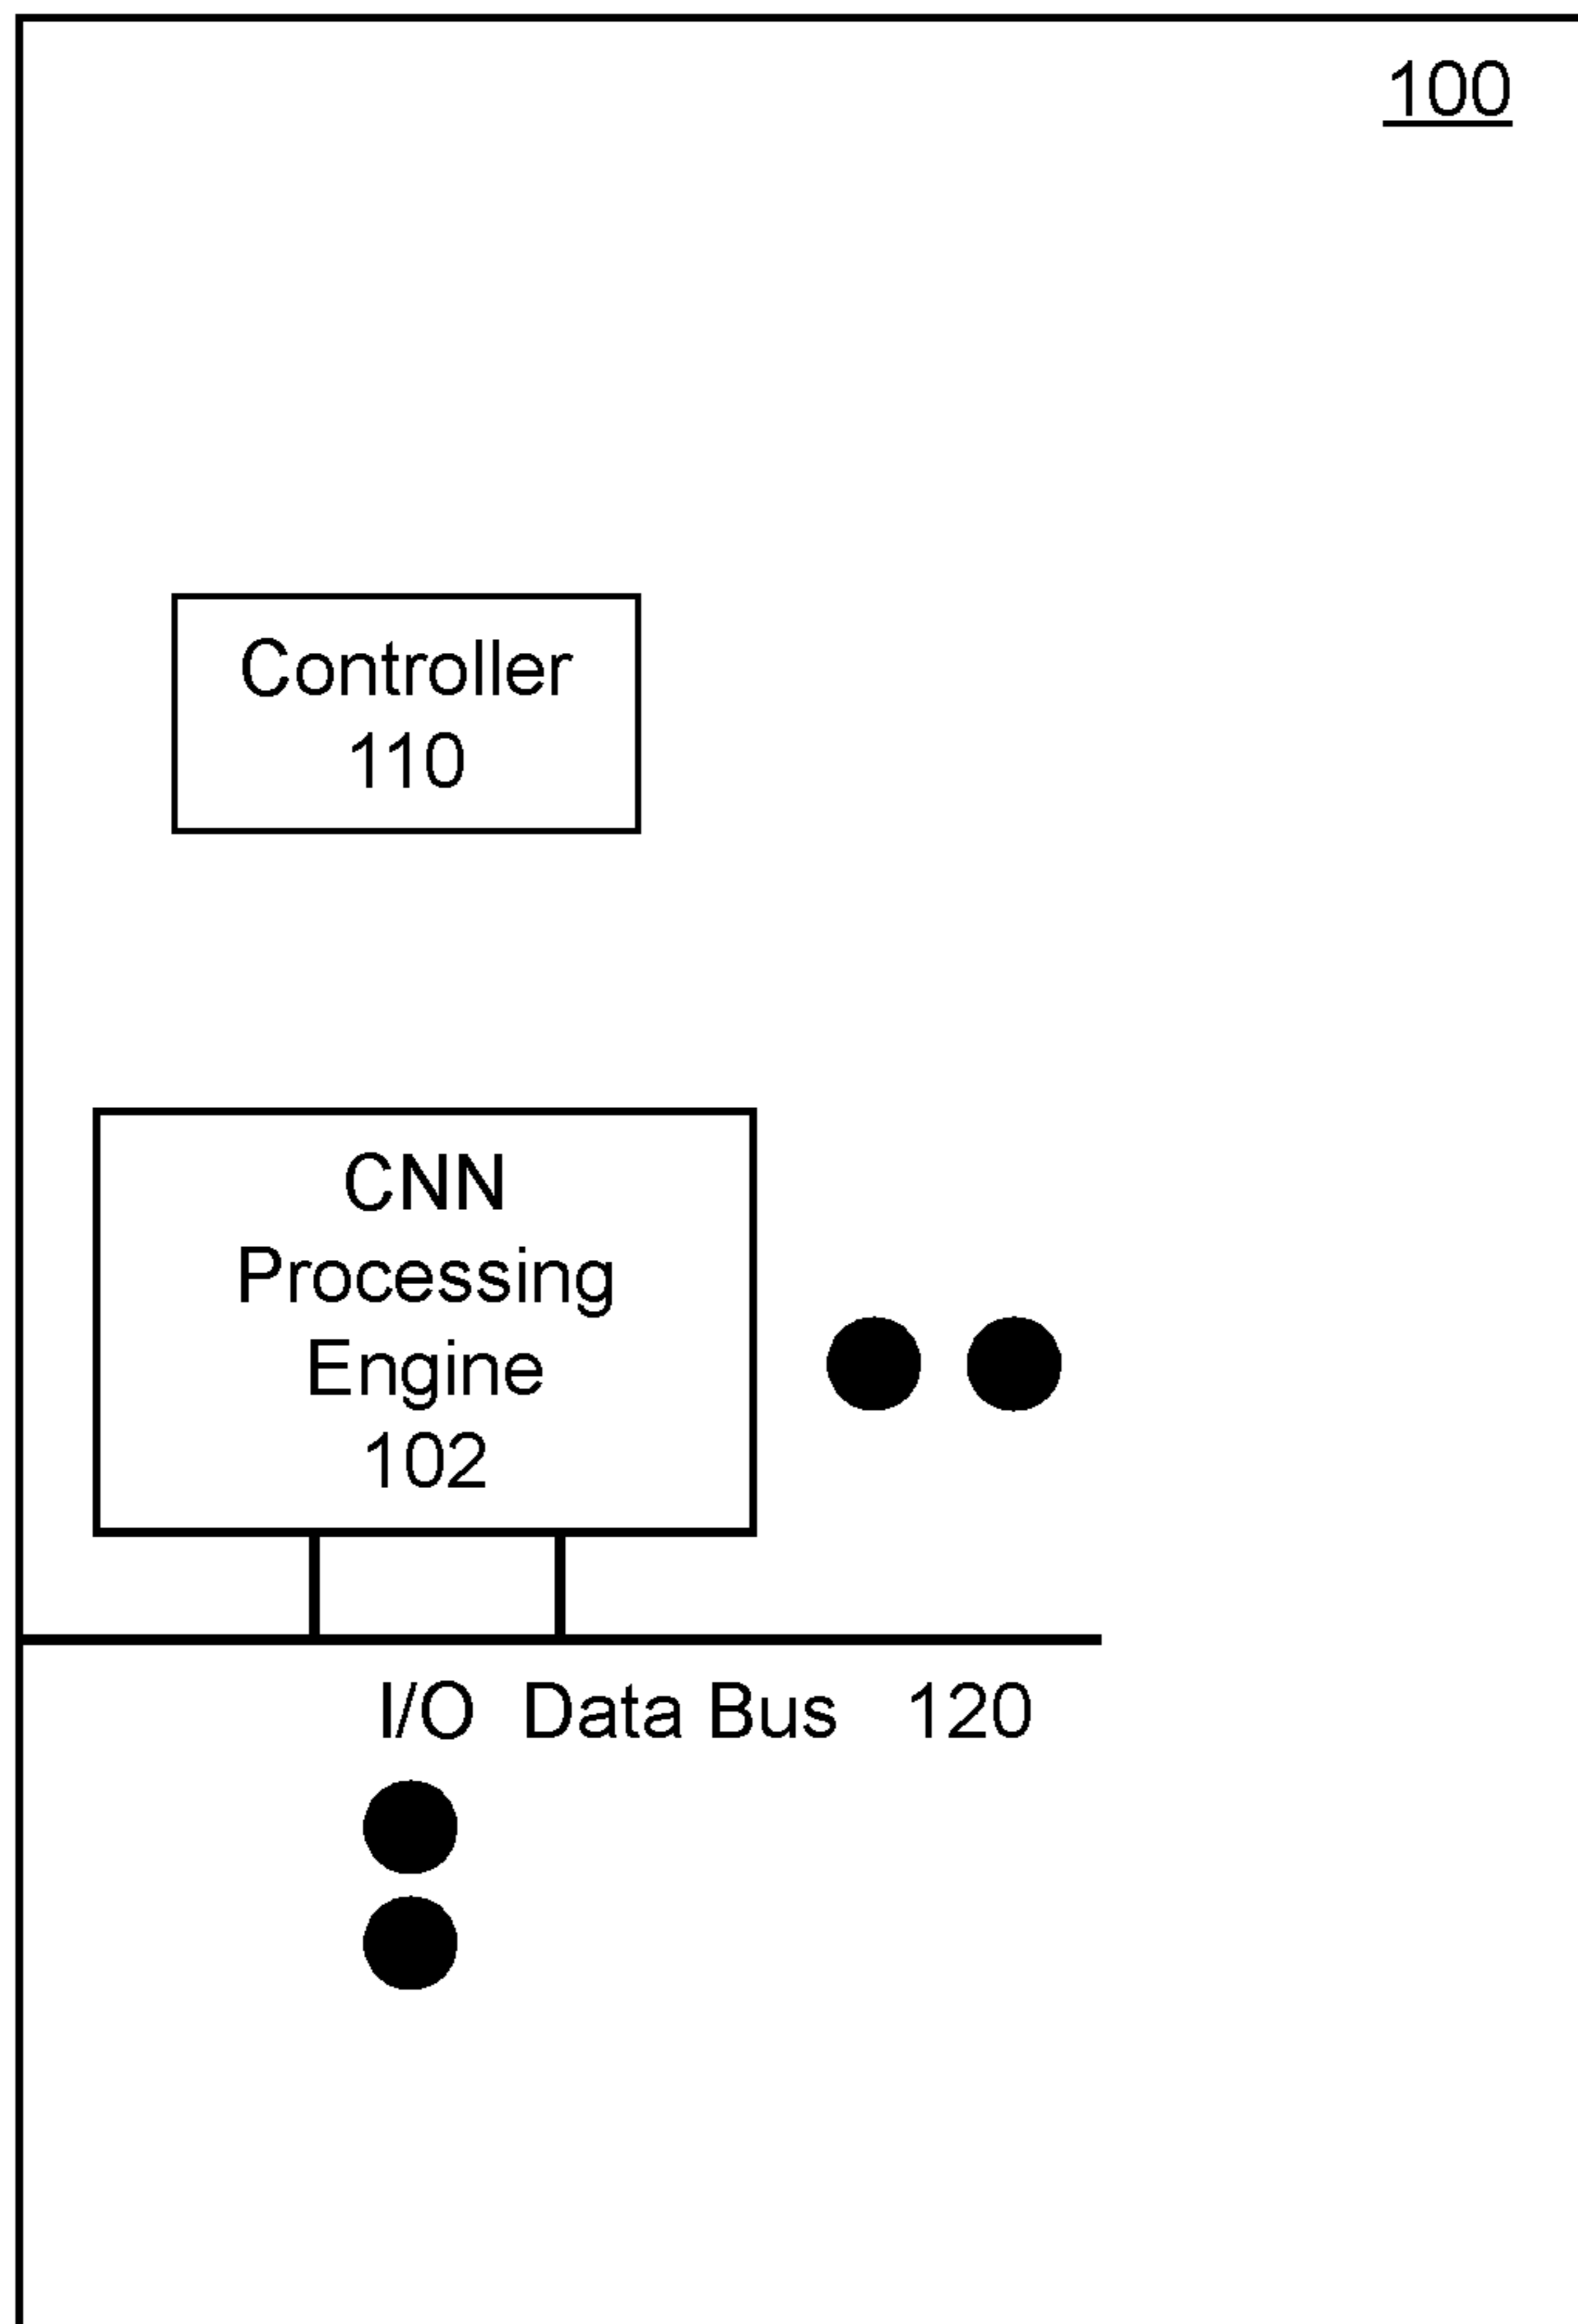 100
Controller
110
CNN
Processing
Engine
102
I/O Data Bus 120